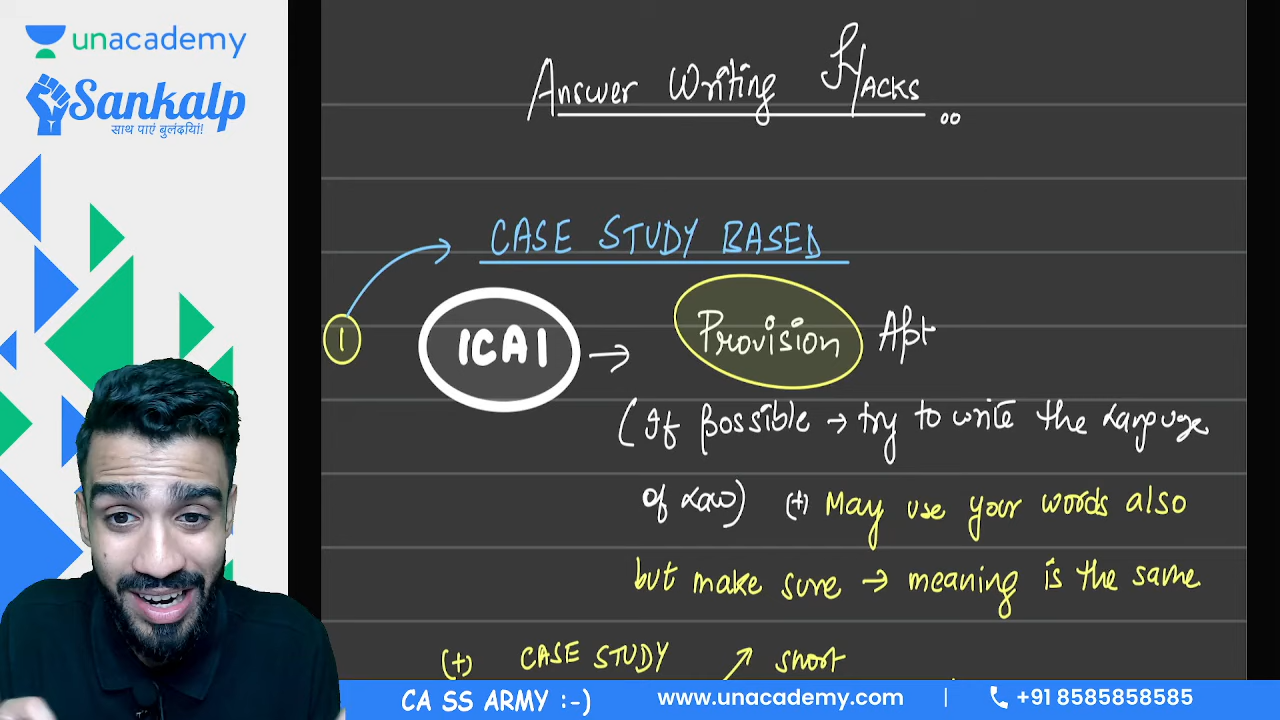 unacademy
Sankalp
साथ पाएं बुलंदियां!
Answer Writing HACKS ..
CASE STUDY BASED
1
ICAI → Provision Apt
(If possible → try to write the Language
of Law) (+) May use your words also
but make sure → meaning is the same
(+) CASE STUDY ↗ short
CA SS ARMY :-) www.unacademy.com | +91 8585858585